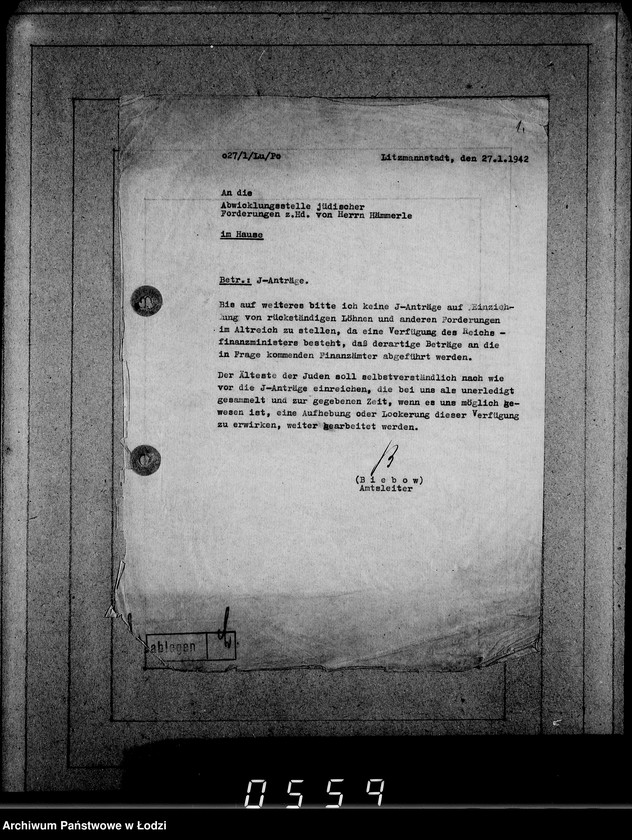 1.
o27/1/Lu/Po Litzmannstadt, den 27.1.1942
An die
Abwicklungsstelle jüdischer
Forderungen z.Hd. von Herrn Hämmerle
im Hause
Betr.: J-Anträge.
Bis auf weiteres bitte ich keine J-Anträge auf Einzieh-
ung von rückständigen Löhnen und anderen Forderungen
im Altreich zu stellen, da eine Verfügung des Reichs -
finanzministers besteht, daß derartige Beträge an die
in Frage kommenden Finanzämter abgeführt werden.
Der Älteste der Juden soll selbstverständlich nach wie
vor die J-Anträge einreichen, die bei uns als unerledigt
gesammelt und zur gegebenen Zeit, wenn es uns möglich ge-
wesen ist, eine Aufhebung oder Lockerung dieser Verfügung
zu erwirken, weiter bearbeitet werden.
(B i e b o w)
Amtsleiter
ablegen
0559
Archiwum Państwowe w Łodzi